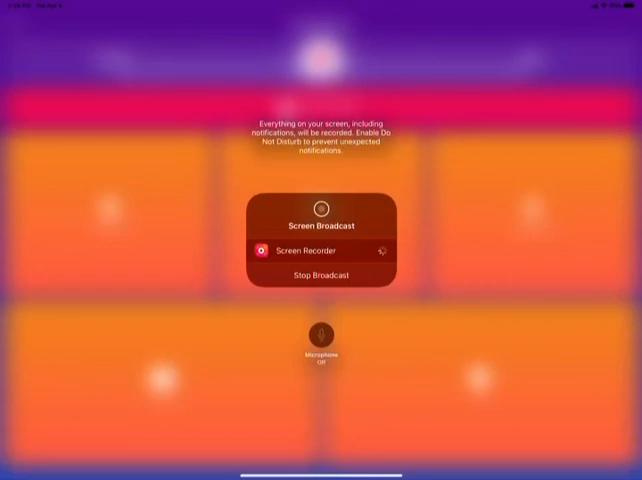 Everything on your screen, including
notifications, will be recorded. Enable Do
Not Disturb to prevent unexpected
notifications.
Screen Broadcast
Screen Recorder
Stop Broadcast
Microphone
Off